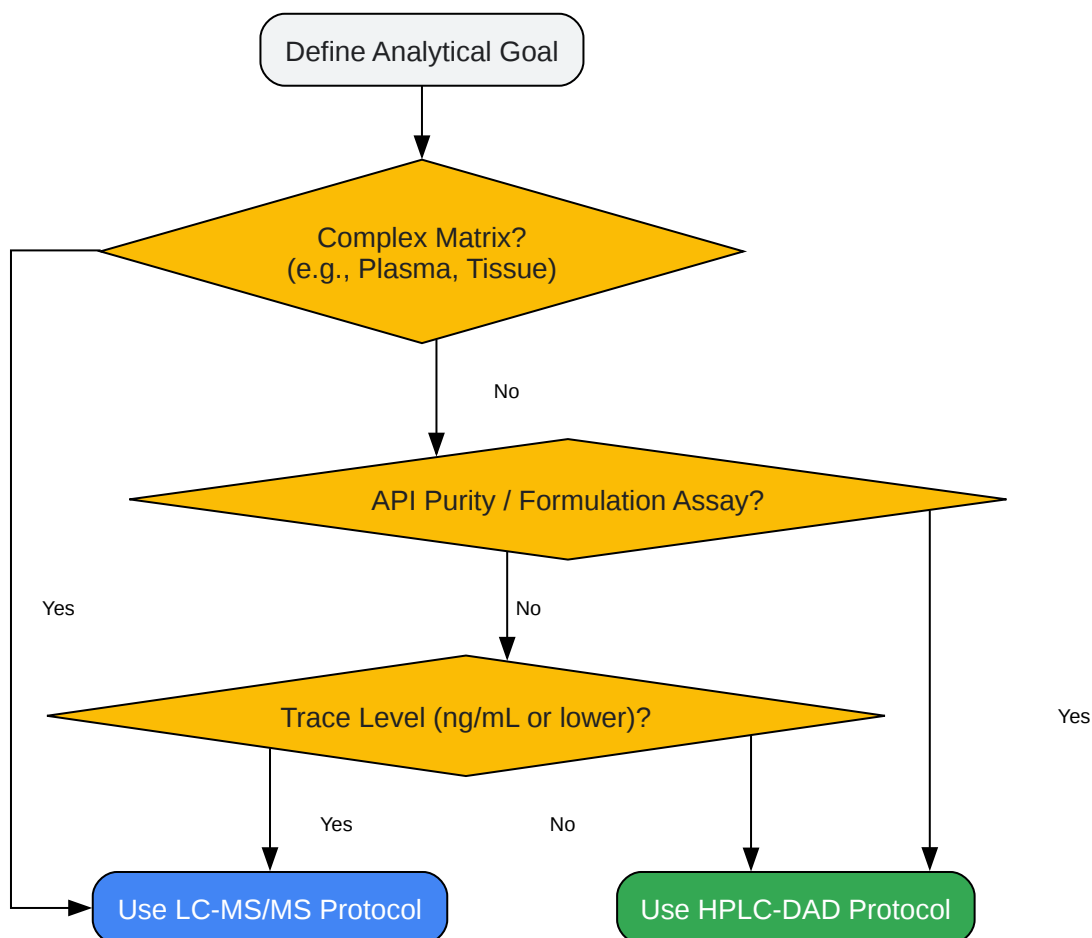 Define Analytical Goal
Complex Matrix?
(e.g., Plasma, Tissue)
No
API Purity / Formulation Assay?
Yes
No
Trace Level (ng/mL or lower)?
Yes
Yes
No
Use LC-MS/MS Protocol
Use HPLC-DAD Protocol